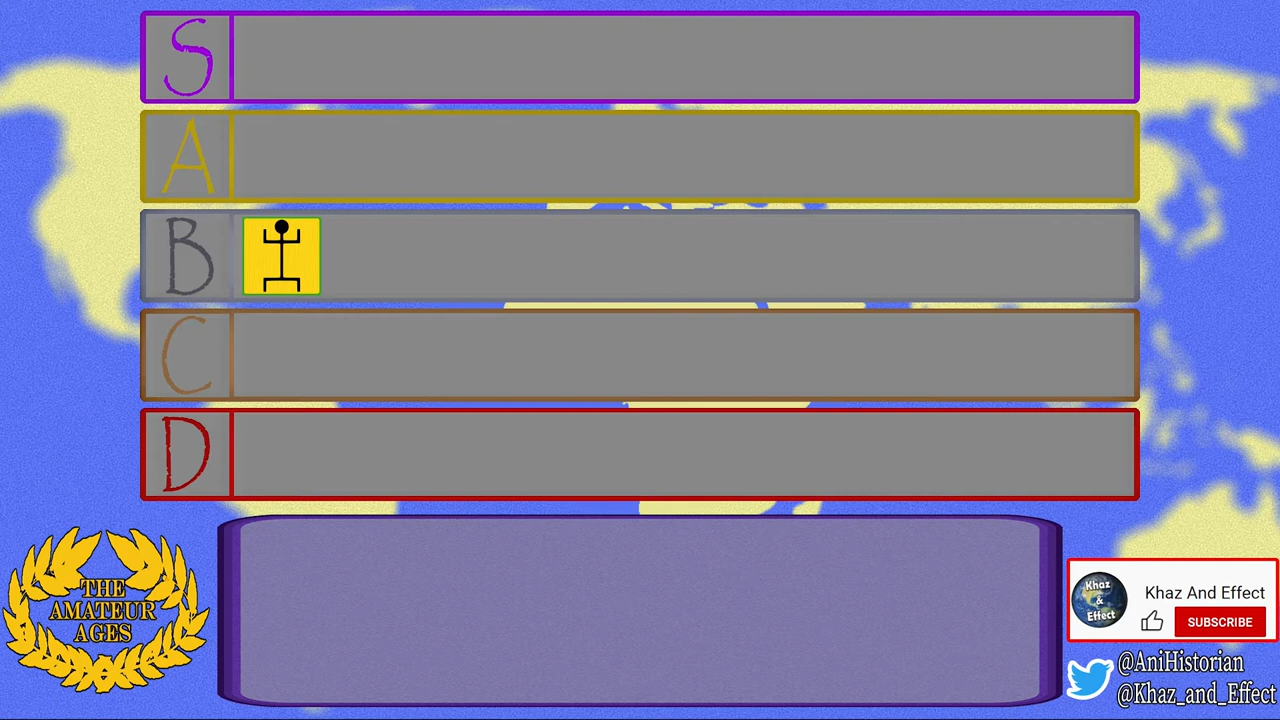 S
A
B
C
D
THE
AMATEUR
AGES
Khaz
&
Effect
Khaz And Effect
SUBSCRIBE
@AniHistorian
@Khaz_and_Effect